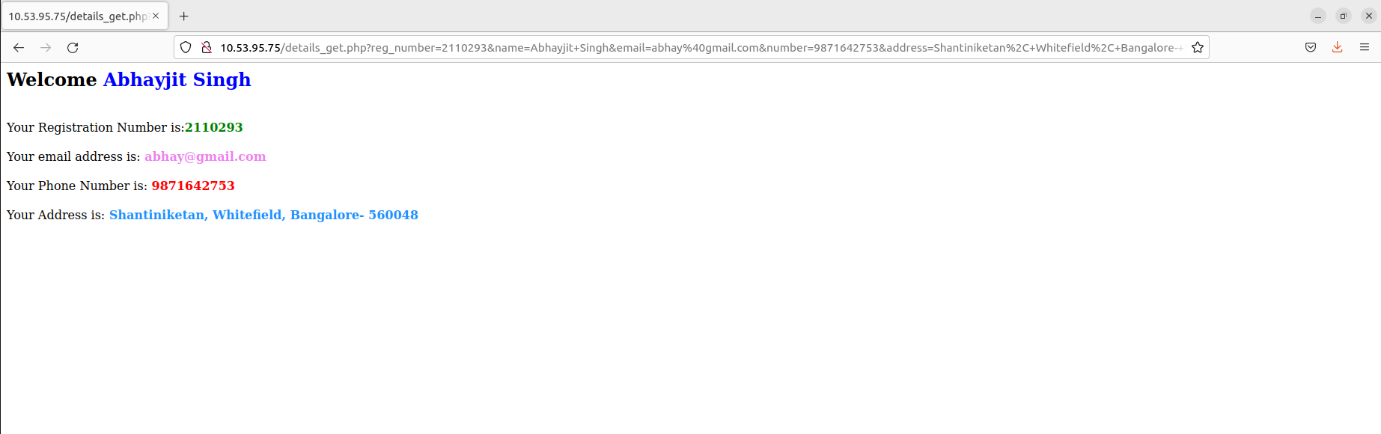 10.53.95.75/details_get.php
10.53.95.75/details_get.php?reg_number=2110293&name=Abhayjit+Singh&email=abhay%40gmail.com&number=9871642753&address=Shantiniketan%2C+Whitefield%2C+Bangalore-+
Welcome Abhayjit Singh
Your Registration Number is:2110293
Your email address is: abhay@gmail.com
Your Phone Number is: 9871642753
Your Address is: Shantiniketan, Whitefield, Bangalore- 560048